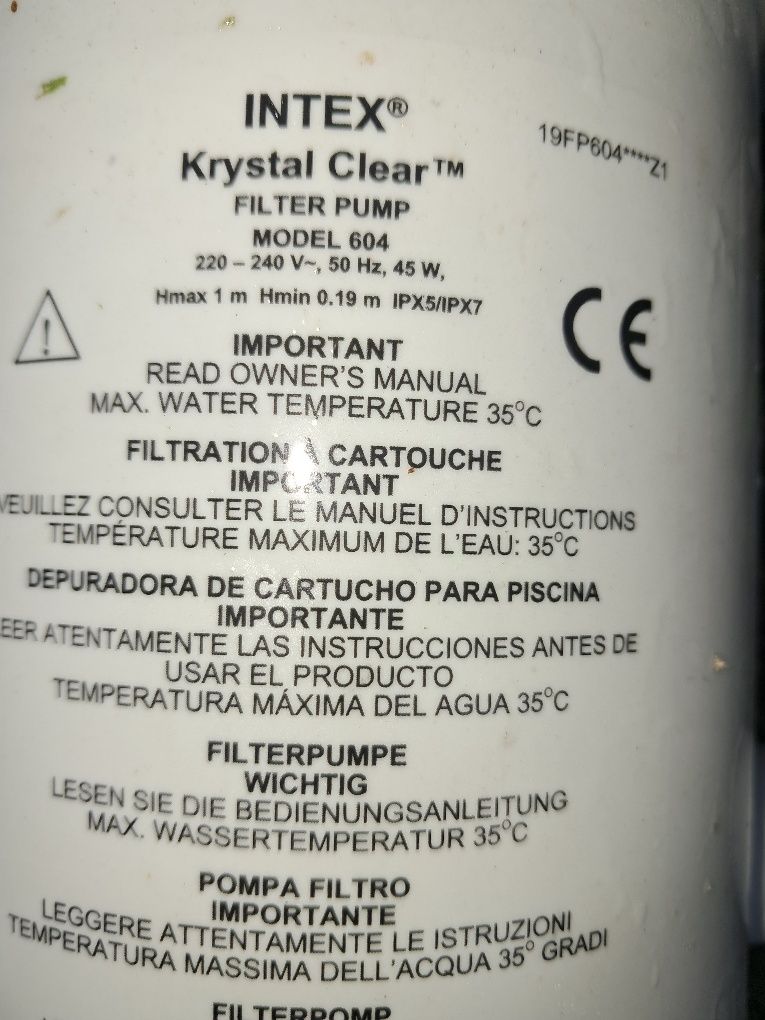 INTEX®
19FP604****Z1
Krystal Clear™
FILTER PUMP
MODEL 604
220 – 240 V~, 50 Hz, 45 W,
Hmax 1 m Hmin 0.19 m IPX5/IPX7
CE
IMPORTANT
READ OWNER'S MANUAL
MAX. WATER TEMPERATURE 35°C
FILTRATION À CARTOUCHE
IMPORTANT
VEUILLEZ CONSULTER LE MANUEL D'INSTRUCTIONS
TEMPÉRATURE MAXIMUM DE L'EAU: 35°C
DEPURADORA DE CARTUCHO PARA PISCINA
IMPORTANTE
EER ATENTAMENTE LAS INSTRUCCIONES ANTES DE
USAR EL PRODUCTO
TEMPERATURA MÁXIMA DEL AGUA 35°C
FILTERPUMPE
WICHTIG
LESEN SIE DIE BEDIENUNGSANLEITUNG
MAX. WASSERTEMPERATUR 35°C
POMPA FILTRO
IMPORTANTE
LEGGERE ATTENTAMENTE LE ISTRUZIONI
TEMPERATURA MASSIMA DELL'ACQUA 35° GRADI
FILTERPOMP